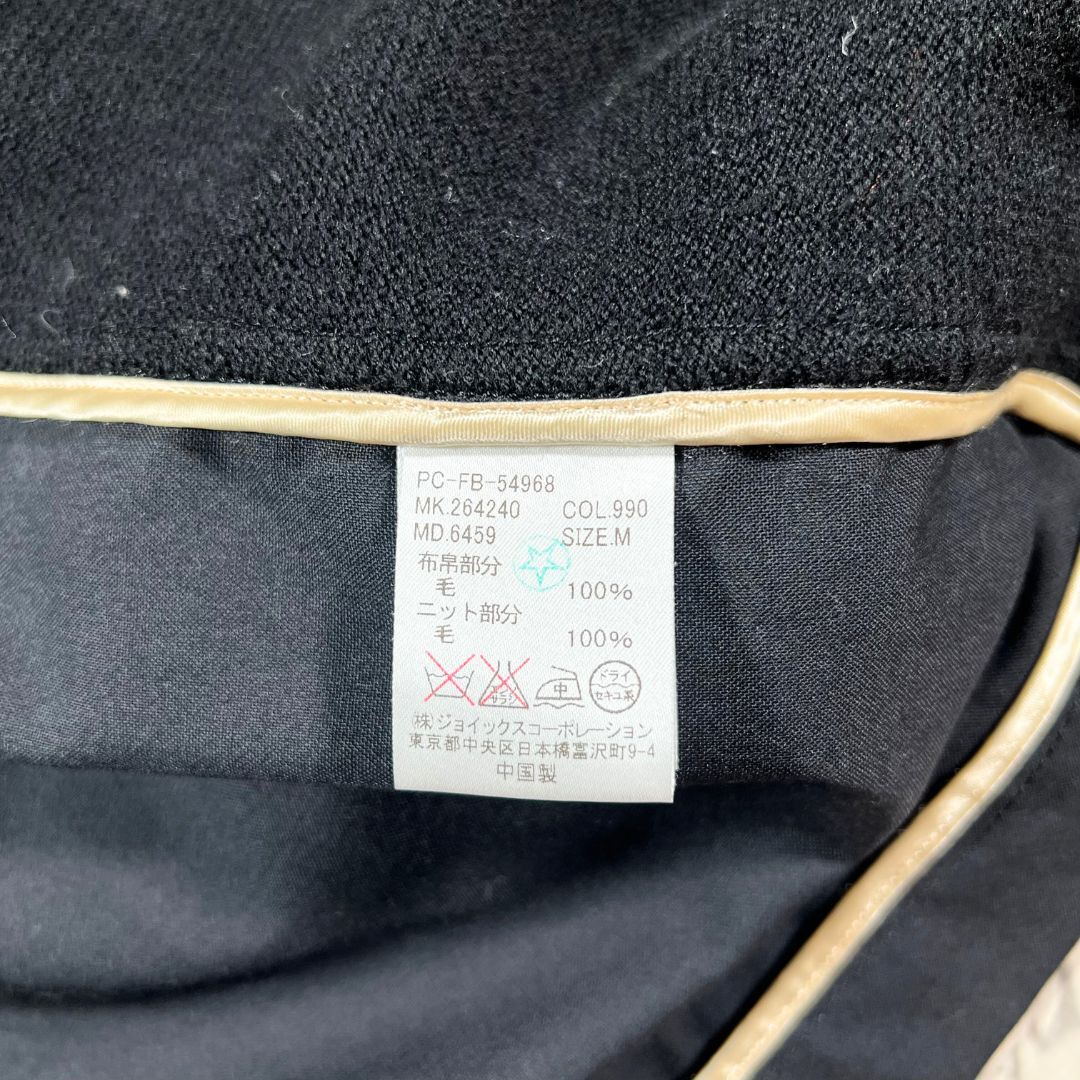 PC-FB-54968
MK.264240 COL.990
MD.6459 SIZE.M
布帛部分
毛 100%
ニット部分
毛 100%
サラシ 中 ドライ
セキユ系
㈱ジョイックスコーポレーション
東京都中央区日本橋富沢町9-4
中国製